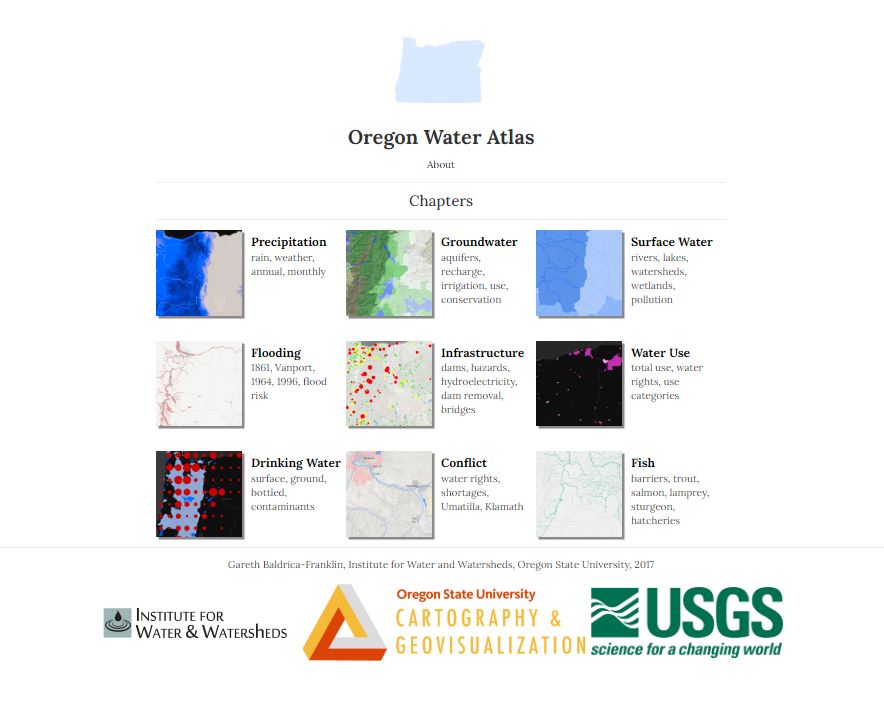 Oregon Water Atlas
About
Chapters
Precipitation
rain, weather,
annual, monthly
Groundwater
aquifers,
recharge,
irrigation, use,
conservation
Surface Water
rivers, lakes,
watersheds,
wetlands,
pollution
Flooding
1861, Vanport,
1964, 1996, flood
risk
Infrastructure
dams, hazards,
hydroelectricity,
dam removal,
bridges
Water Use
total use, water
rights, use
categories
Drinking Water
surface, ground,
bottled,
contaminants
Conflict
water rights,
shortages,
Umatilla, Klamath
Fish
barriers, trout,
salmon, lamprey,
sturgeon,
hatcheries
Gareth Baldrica-Franklin, Institute for Water and Watersheds, Oregon State University, 2017
INSTITUTE FOR
WATER & WATERSHEDS
Oregon State University
CARTOGRAPHY &
GEOVISUALIZATION
USGS
science for a changing world